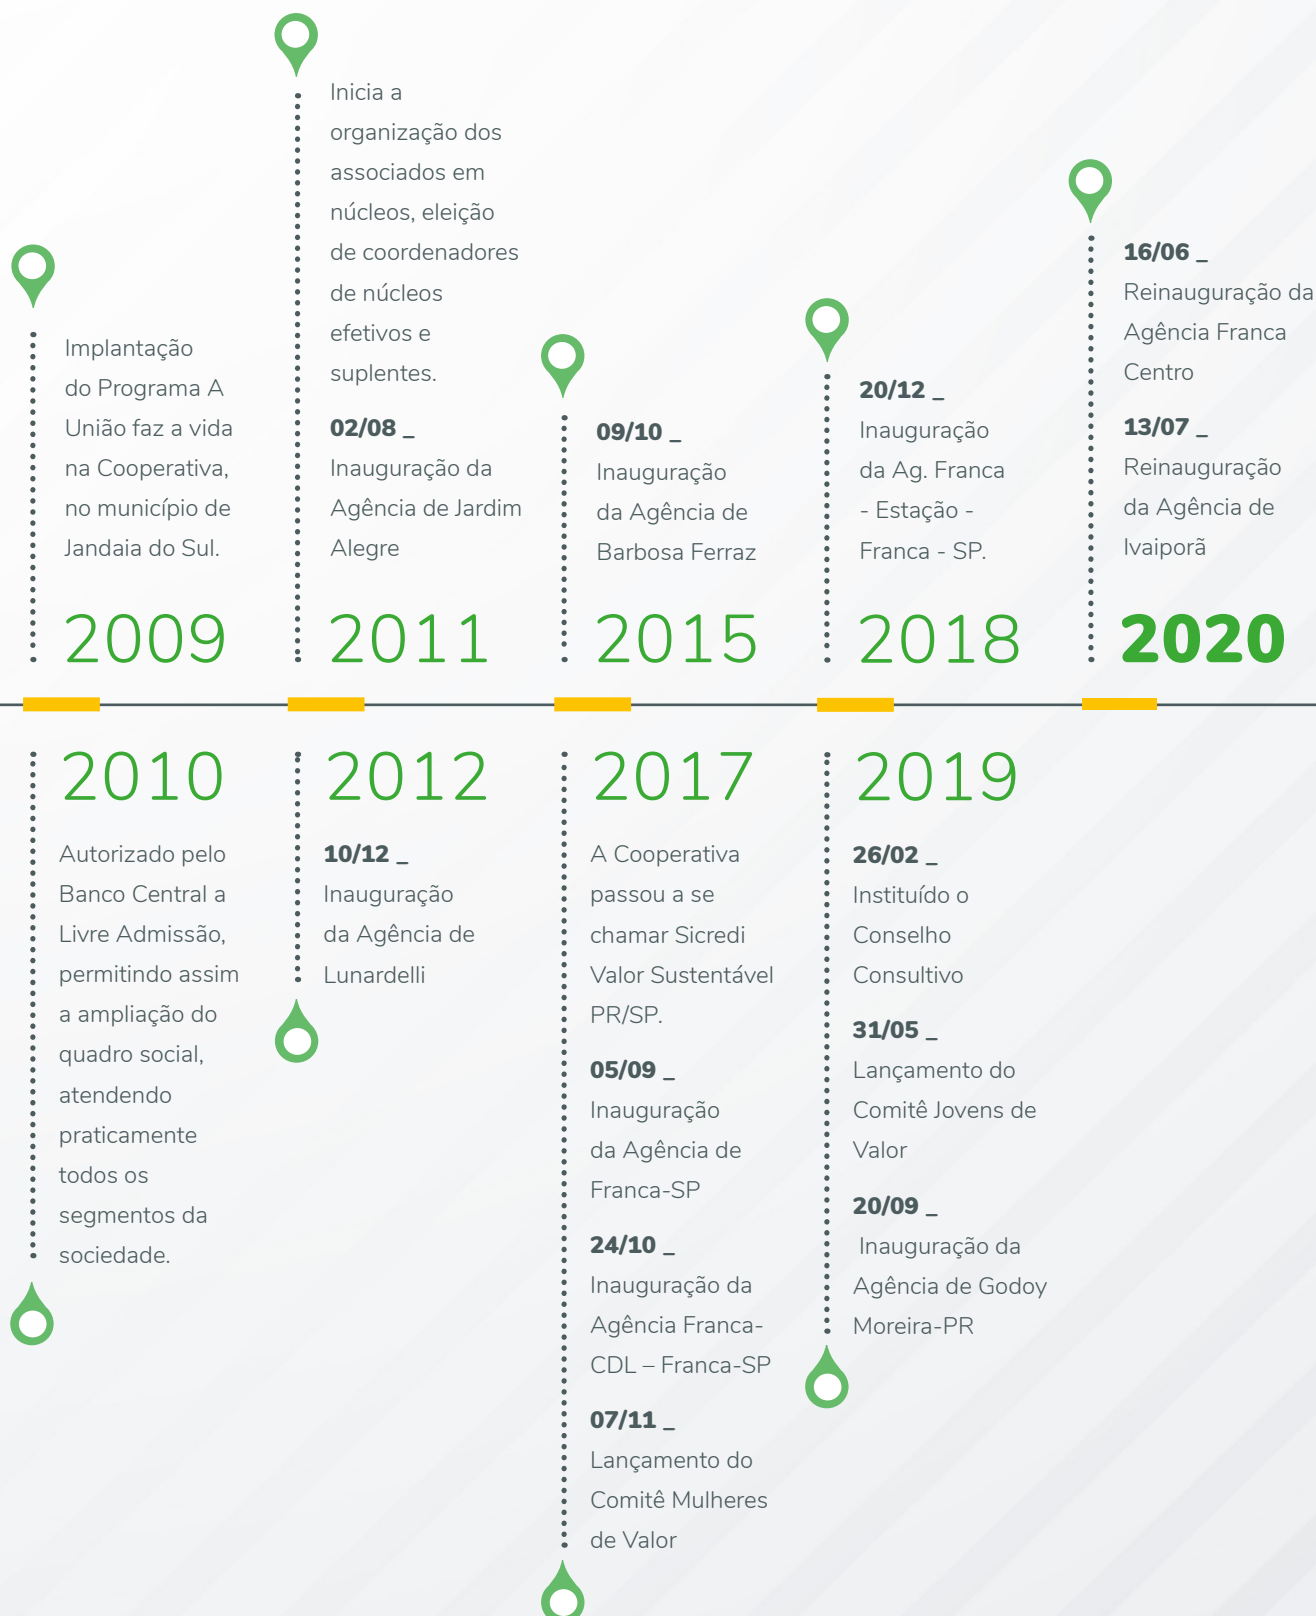 Implantação
do Programa A
União faz a vida
na Cooperativa,
no município de
Jandaia do Sul.
2009
2010
Autorizado pelo
Banco Central a
Livre Admissão,
permitindo assim
a ampliação do
quadro social,
atendendo
praticamente
todos os
segmentos da
sociedade.
Inicia a
organização dos
associados em
núcleos, eleição
de coordenadores
de núcleos
efetivos e
suplentes.
02/08 _
Inauguração da
Agência de Jardim
Alegre
2011
2012
10/12 _
Inauguração
da Agência de
Lunardelli
09/10 _
Inauguração
da Agência de
Barbosa Ferraz
2015
2017
A Cooperativa
passou a se
chamar Sicredi
Valor Sustentável
PR/SP.
05/09 _
Inauguração
da Agência de
Franca-SP
24/10 _
Inauguração da
Agência Franca-
CDL – Franca-SP
07/11 _
Lançamento do
Comitê Mulheres
de Valor
20/12 _
Inauguração
da Ag. Franca
- Estação -
Franca - SP.
2018
2019
26/02 _
Instituído o
Conselho
Consultivo
31/05 _
Lançamento do
Comitê Jovens de
Valor
20/09 _
Inauguração da
Agência de Godoy
Moreira-PR
16/06 _
Reinauguração da
Agência Franca
Centro
13/07 _
Reinauguração
da Agência de
Ivaiporã
2020